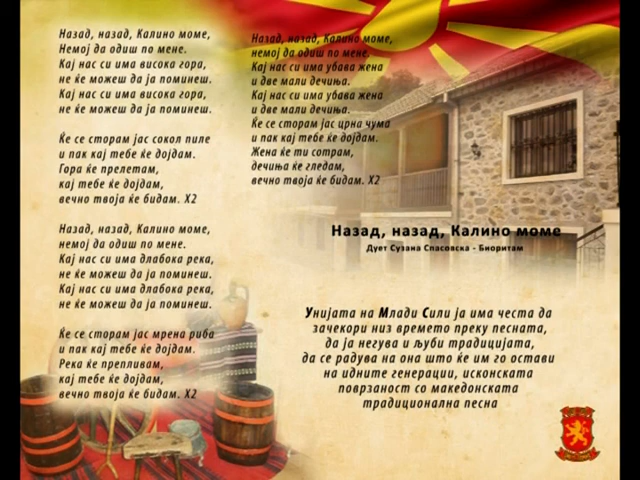 Назад, назад, Калино моме,
Немој да одиш по мене.
Кај нас си има висока гора,
не ќе можеш да ја поминеш.
Кај нас си има висока гора,
не ќе можеш да ја поминеш.
Ќе се сторам јас сокол пиле
и пак кај тебе ќе дојдам.
Гора ќе прелетам,
кај тебе ќе дојдам,
вечно твоја ќе бидам. X2
Назад, назад, Калино моме,
немој да одиш по мене.
Кај нас си има длабока река,
не ќе можеш да ја поминеш.
Кај нас си има длабока река,
не ќе можеш да ја поминеш.
Ќе се сторам јас мрена риба
и пак кај тебе ќе дојдам.
Река ќе препливам,
кај тебе ќе дојдам,
вечно твоја ќе бидам. X2
Назад, назад, Калино моме,
немој да одиш по мене.
Кај нас си има убава жена
и две мали дечиња.
Кај нас си има убава жена
и две мали дечиња.
Ќе се сторам јас црна чума
и пак кај тебе ќе дојдам.
Жена ќе ти сотрам,
дечиња ќе гледам,
вечно твоја ќе бидам. X2
Назад, назад, Калино моме
Дует Сузана Спасовска - Биоритам
Унијата на Млади Сили ја има честа да
зачекори низ времето преку песната,
да ја негува и љуби традицијата,
да се радува на она што ќе им го остави
на идните генерации, исконската
поврзаност со македонската
традиционална песна